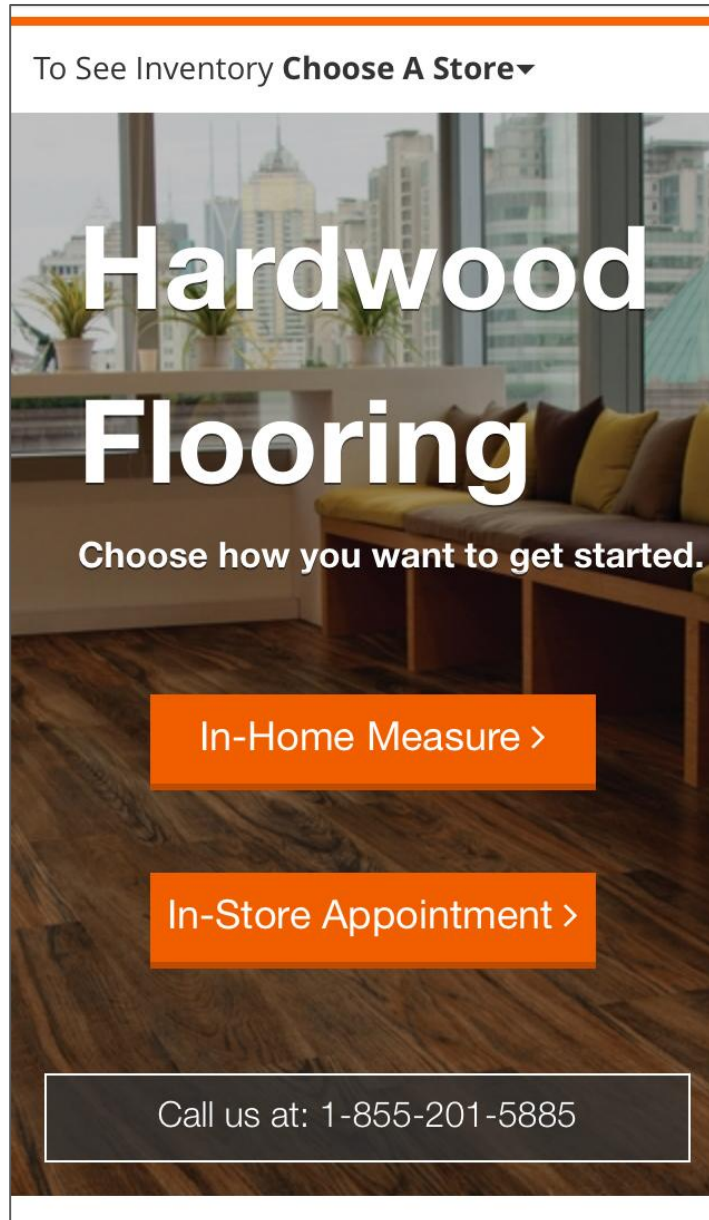 To See Inventory Choose A Store
Hardwood
Flooring
Choose how you want to get started.
In-Home Measure >
In-Store Appointment >
Call us at: 1-855-201-5885